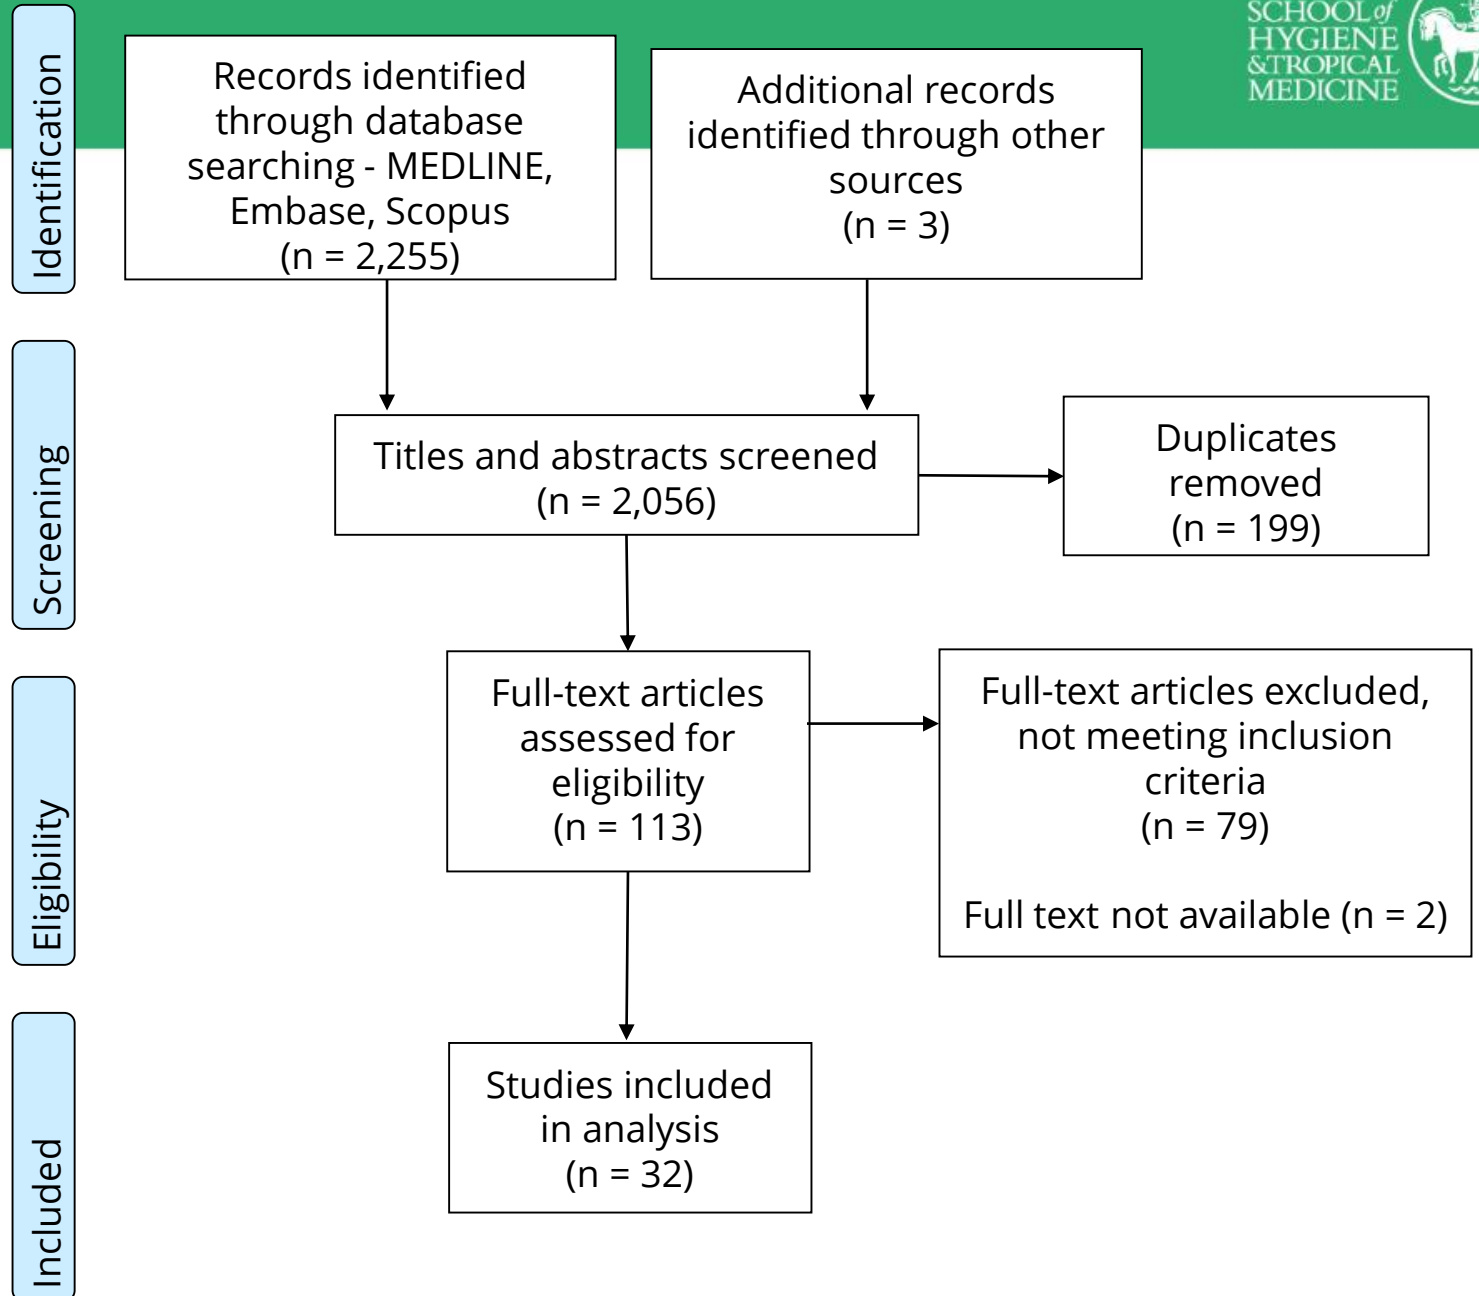 SCHOOL of
HYGIENE
&TROPICAL
MEDICINE
Identification
Records identified
through database
searching - MEDLINE,
Embase, Scopus
(n = 2,255)
Additional records
identified through other
sources
(n = 3)
Screening
Titles and abstracts screened
(n = 2,056)
Duplicates
removed
(n = 199)
Eligibility
Full-text articles
assessed for
eligibility
(n = 113)
Full-text articles excluded,
not meeting inclusion
criteria
(n = 79)
Full text not available (n = 2)
Included
Studies included
in analysis
(n = 32)